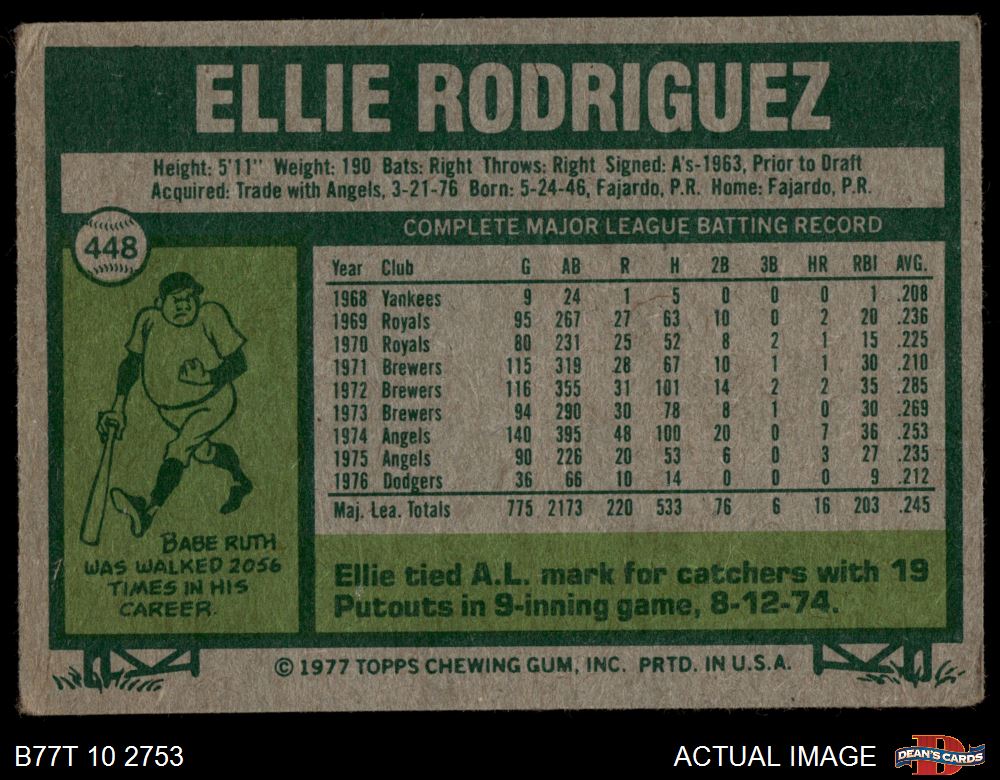 ELLIE RODRIGUEZ
Height: 5'11" Weight: 190 Bats: Right Throws: Right Signed: A's-1963, Prior to Draft
Acquired: Trade with Angels, 3-21-76 Born: 5-24-46, Fajardo, P.R. Home: Fajardo, P.R.
448
COMPLETE MAJOR LEAGUE BATTING RECORD
Year Club G AB R H 2B 3B HR RBI AVG.
1968 Yankees 9 24 1 5 0 0 0 1 .208
1969 Royals 95 267 27 63 10 0 2 20 .236
1970 Royals 80 231 25 52 8 2 1 15 .225
1971 Brewers 115 319 28 67 10 1 1 30 .210
1972 Brewers 116 355 31 101 14 2 2 35 .285
1973 Brewers 94 290 30 78 8 1 0 30 .269
1974 Angels 140 395 48 100 20 0 7 36 .253
1975 Angels 90 226 20 53 6 0 3 27 .235
1976 Dodgers 36 66 10 14 0 0 0 9 .212
Maj. Lea. Totals 775 2173 220 533 76 6 16 203 .245
BABE RUTH
WAS WALKED 2056
TIMES IN HIS
CAREER.
Ellie tied A.L. mark for catchers with 19
Putouts in 9-inning game, 8-12-74.
© 1977 TOPPS CHEWING GUM, INC. PRTD. IN U.S.A.
B77T 10 2753
ACTUAL IMAGE
D
DEAN'S CARDS